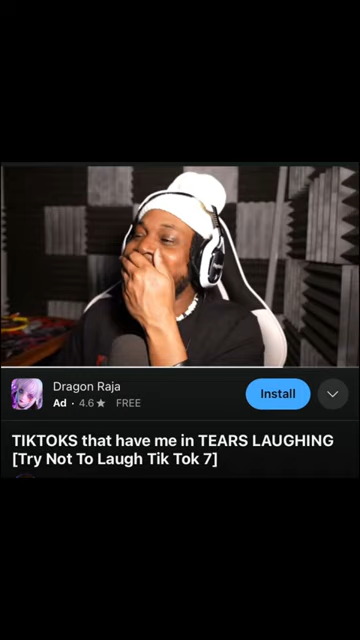 Dragon Raja
Ad · 4.6★ FREE
Install
TIKTOKS that have me in TEARS LAUGHING
[Try Not To Laugh Tik Tok 7]